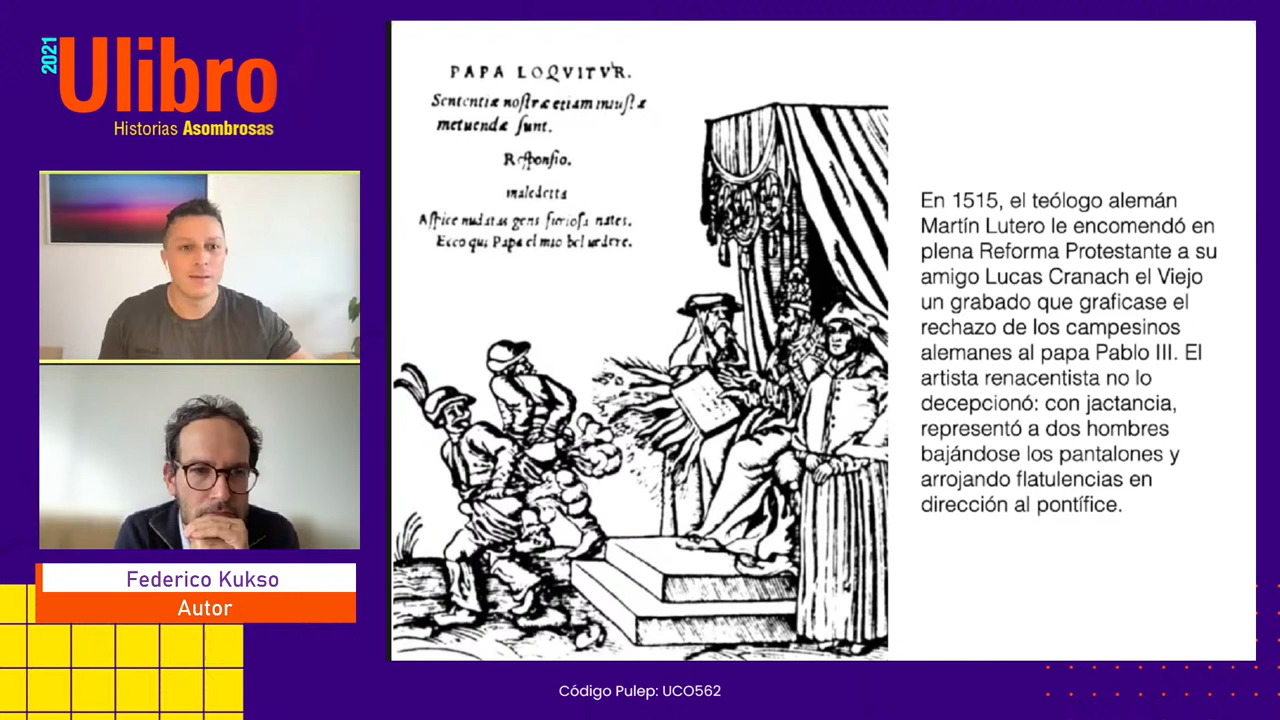 2021
Ulibro
Historias Asombrosas
PAPA LOQVITVR.
Sententiæ nostræ etiam iniustæ
metuendæ sunt.
Responsio.
maledetta
Aspice nudatas gens furiosa nates.
Ecco qui Papa el mio bel uedere.
En 1515, el teólogo alemán
Martín Lutero le encomendó en
plena Reforma Protestante a su
amigo Lucas Cranach el Viejo
un grabado que graficase el
rechazo de los campesinos
alemanes al papa Pablo III. El
artista renacentista no lo
decepcionó: con jactancia,
representó a dos hombres
bajándose los pantalones y
arrojando flatulencias en
dirección al pontífice.
Federico Kukso
Autor
Código Pulep: UCO562